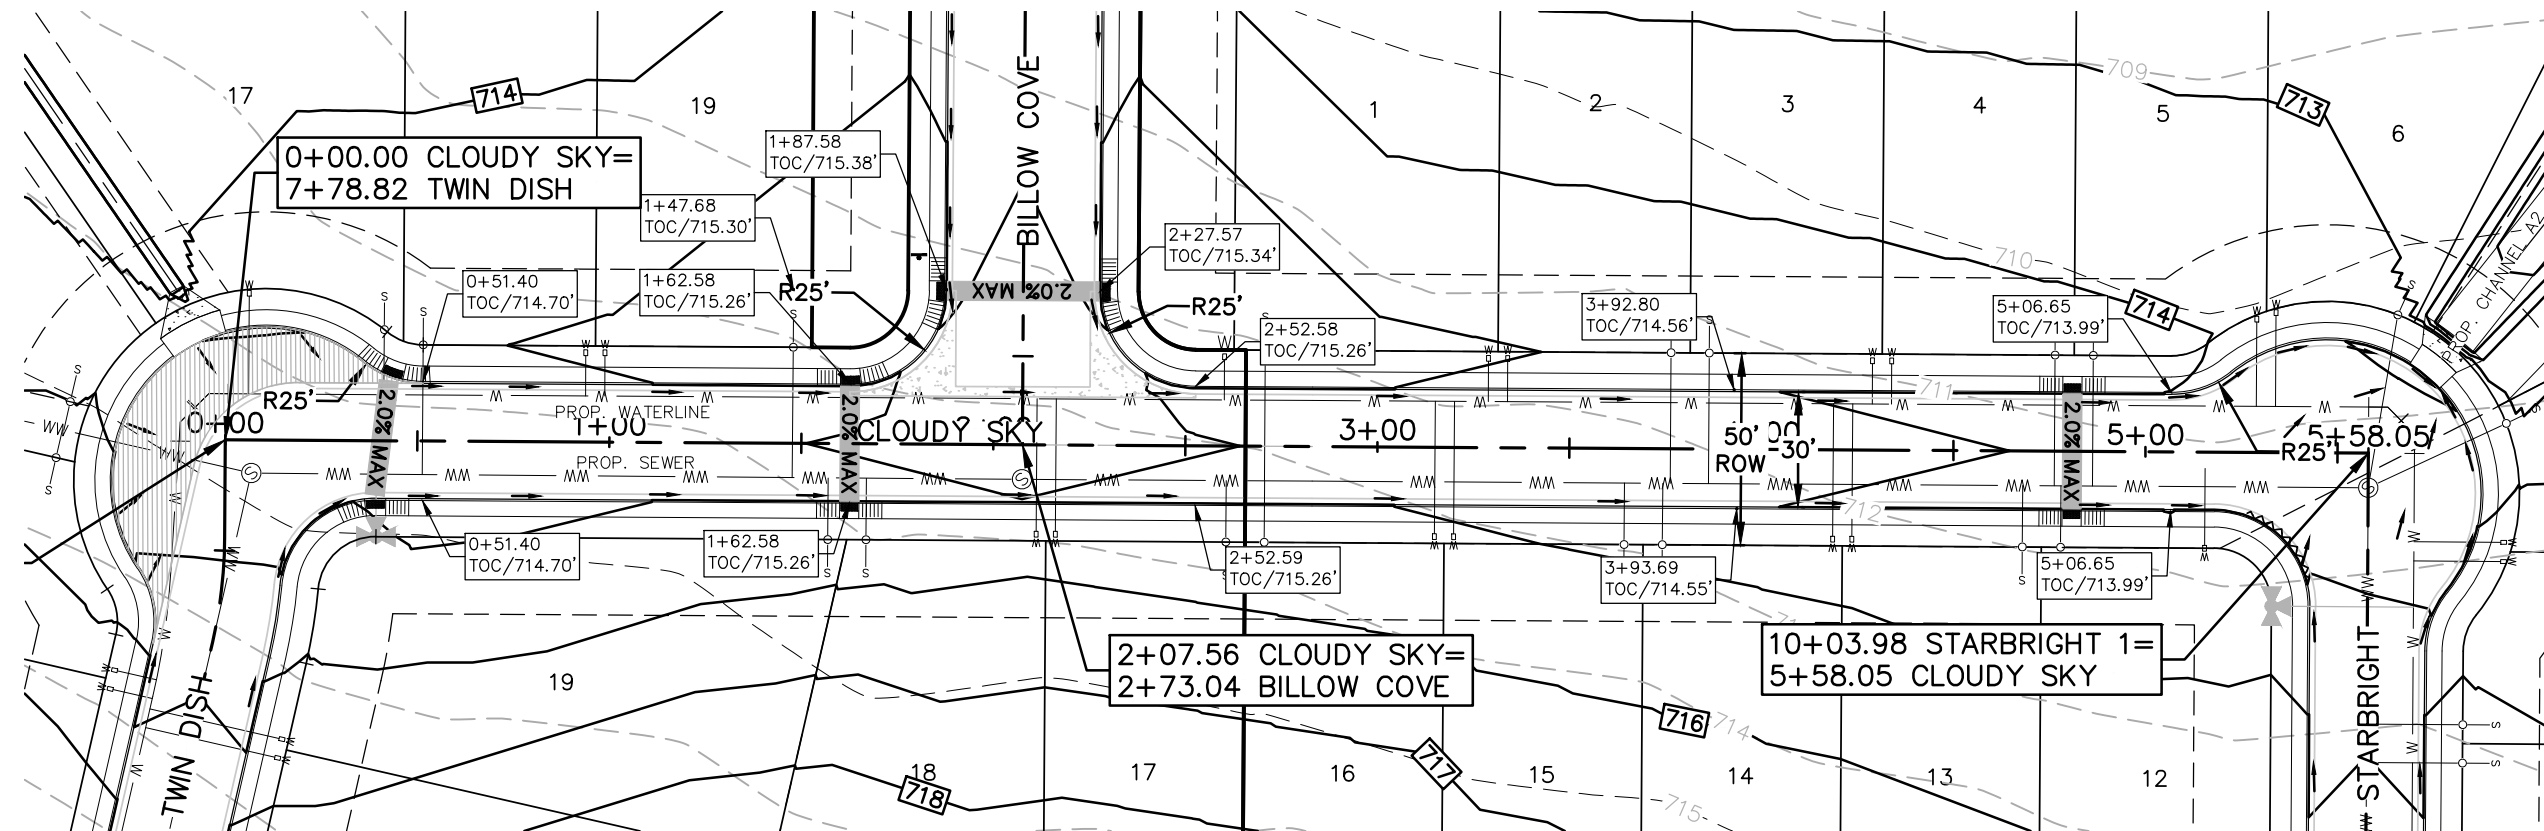 17
714
19
1
2
3
4
5
6
709
713
BILLOW COVE
0+00.00 CLOUDY SKY=
7+78.82 TWIN DISH
1+87.58
TOC/715.38'
1+47.68
TOC/715.30'
2+27.57
TOC/715.34'
710
PROP. CHANNEL A2
0+51.40
TOC/714.70'
1+62.58
TOC/715.26'
R25'
2.0% MAX
R25'
2+52.58
TOC/715.26'
3+92.80
TOC/714.56'
5+06.65
TOC/713.99'
714
711
R25'
0+00
2.0% MAX
PROP. WATERLINE
1+00
PROP. SEWER
2.0% MAX
CLOUDY SKY
3+00
50'
ROW
30'
2.0% MAX
5+00
R25'
5+58.05
712
0+51.40
TOC/714.70'
1+62.58
TOC/715.26'
2+52.59
TOC/715.26'
3+93.69
TOC/714.55'
5+06.65
TOC/713.99'
2+07.56 CLOUDY SKY=
2+73.04 BILLOW COVE
10+03.98 STARBRIGHT 1=
5+58.05 CLOUDY SKY
19
TWIN DISH
STARBRIGHT
716
714
717
718
18
17
16
15
14
13
12
715